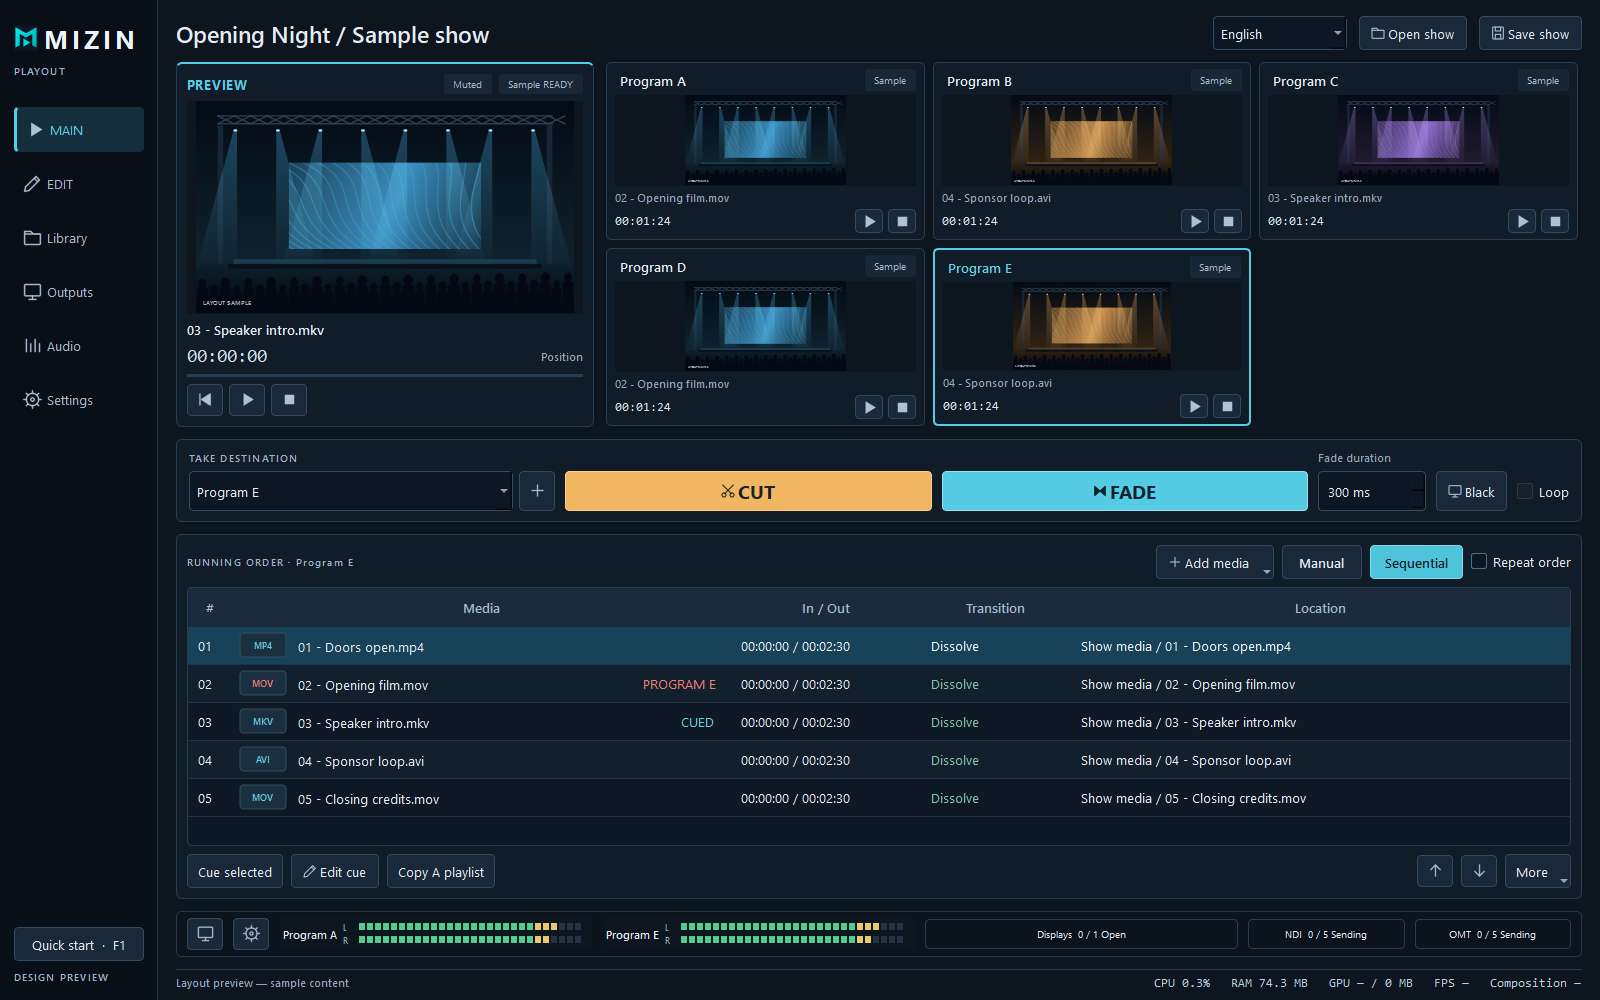 MIZIN
PLAYOUT
MAIN
EDIT
Library
Outputs
Audio
Settings
Quick start · F1
DESIGN PREVIEW
Opening Night / Sample show
English
Open show
Save show
PREVIEW
Muted
Sample READY
LAYOUT SAMPLE
03 - Speaker intro.mkv
00:00:00
Position
Program A
Sample
02 - Opening film.mov
00:01:24
Program B
Sample
04 - Sponsor loop.avi
00:01:24
Program C
Sample
03 - Speaker intro.mkv
00:01:24
Program D
Sample
02 - Opening film.mov
00:01:24
Program E
Sample
04 - Sponsor loop.avi
00:01:24
TAKE DESTINATION
Program E
CUT
FADE
Fade duration
300 ms
Black
Loop
RUNNING ORDER · Program E
Add media
Manual
Sequential
Repeat order
# Media In / Out Transition Location
01 MP4 01 - Doors open.mp4 00:00:00 / 00:02:30 Dissolve Show media / 01 - Doors open.mp4
02 MOV 02 - Opening film.mov PROGRAM E 00:00:00 / 00:02:30 Dissolve Show media / 02 - Opening film.mov
03 MKV 03 - Speaker intro.mkv CUED 00:00:00 / 00:02:30 Dissolve Show media / 03 - Speaker intro.mkv
04 AVI 04 - Sponsor loop.avi 00:00:00 / 00:02:30 Dissolve Show media / 04 - Sponsor loop.avi
05 MOV 05 - Closing credits.mov 00:00:00 / 00:02:30 Dissolve Show media / 05 - Closing credits.mov
Cue selected
Edit cue
Copy A playlist
More
Program A L R
Program E L R
Displays 0 / 1 Open
NDI 0 / 5 Sending
OMT 0 / 5 Sending
Layout preview — sample content
CPU 0.3% RAM 74.3 MB GPU — / 0 MB FPS — Composition —